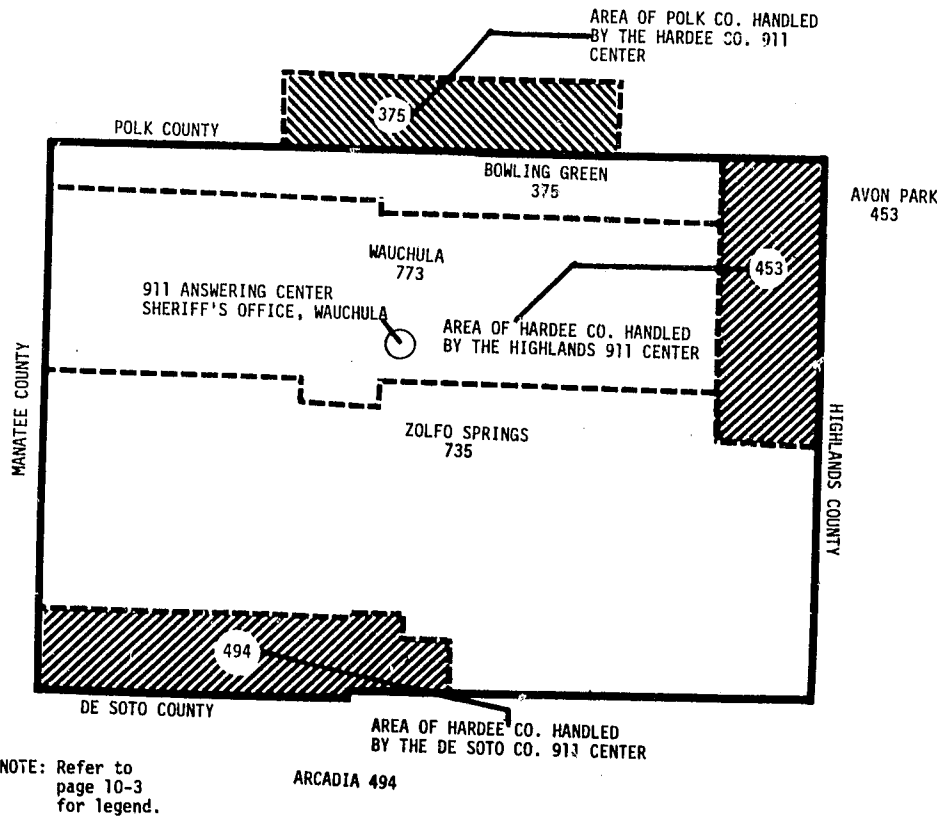 AREA OF POLK CO. HANDLED
BY THE HARDEE CO. 911
CENTER
375
POLK COUNTY
BOWLING GREEN
375
AVON PARK
453
WAUCHULA
773
453
911 ANSWERING CENTER
SHERIFF'S OFFICE, WAUCHULA
AREA OF HARDEE CO. HANDLED
BY THE HIGHLANDS 911 CENTER
MANATEE COUNTY
ZOLFO SPRINGS
735
HIGHLANDS COUNTY
494
DE SOTO COUNTY
AREA OF HARDEE CO. HANDLED
BY THE DE SOTO CO. 911 CENTER
NOTE: Refer to
page 10-3
for legend.
ARCADIA 494